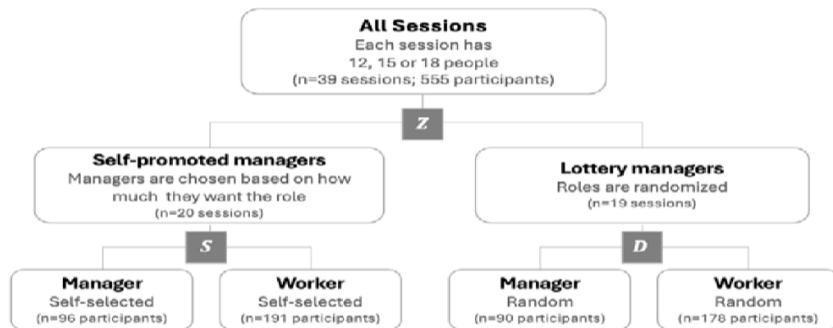 All Sessions
Each session has
12, 15 or 18 people
(n=39 sessions; 555 participants)
Z
Self-promoted managers
Managers are chosen based on how
much they want the role
(n=20 sessions)
Lottery managers
Roles are randomized
(n=19 sessions)
S
D
Manager
Self-selected
(n=96 participants)
Worker
Self-selected
(n=191 participants)
Manager
Random
(n=90 participants)
Worker
Random
(n=178 participants)